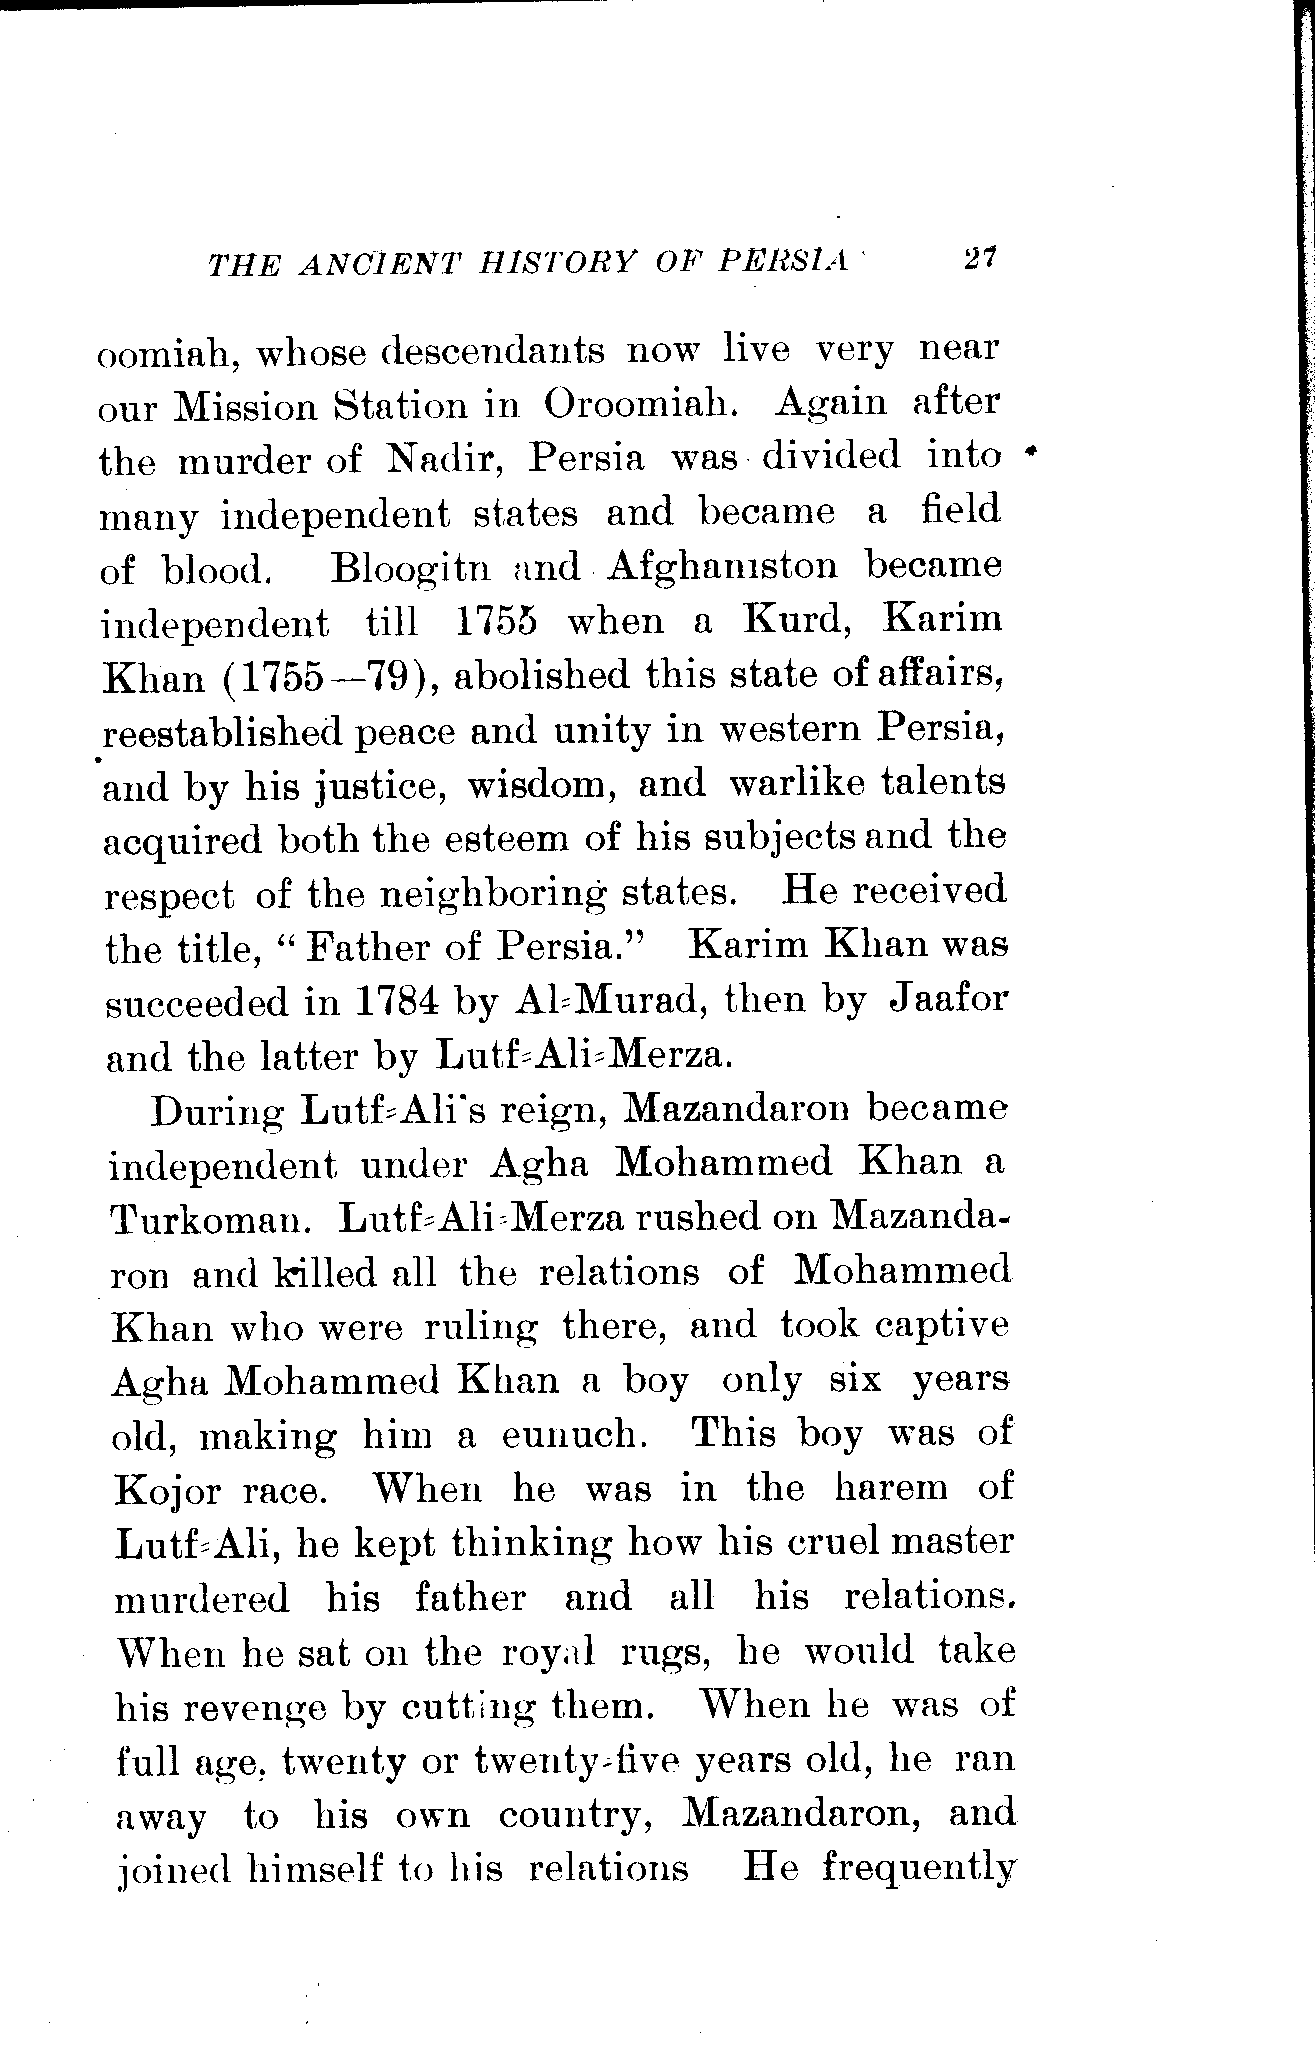 THE ANCIENT HISTORY OF PERSIA 27
oomiah, whose descendants now live very near
our Mission Station in Oroomiah. Again after
the murder of Nadir, Persia was divided into
many independent states and became a field
of blood. Bloogitn and Afghaniston became
independent till 1755 when a Kurd, Karim
Khan (1755—79), abolished this state of affairs,
reestablished peace and unity in western Persia,
and by his justice, wisdom, and warlike talents
acquired both the esteem of his subjects and the
respect of the neighboring states. He received
the title, “Father of Persia.” Karim Khan was
succeeded in 1784 by Al-Murad, then by Jaafor
and the latter by Lutf-Ali-Merza.
During Lutf-Ali's reign, Mazandaron became
independent under Agha Mohammed Khan a
Turkoman. Lutf-Ali-Merza rushed on Mazanda-
ron and killed all the relations of Mohammed
Khan who were ruling there, and took captive
Agha Mohammed Khan a boy only six years
old, making him a eunuch. This boy was of
Kojor race. When he was in the harem of
Lutf-Ali, he kept thinking how his cruel master
murdered his father and all his relations.
When he sat on the royal rugs, he would take
his revenge by cutting them. When he was of
full age, twenty or twenty-five years old, he ran
away to his own country, Mazandaron, and
joined himself to his relations He frequently